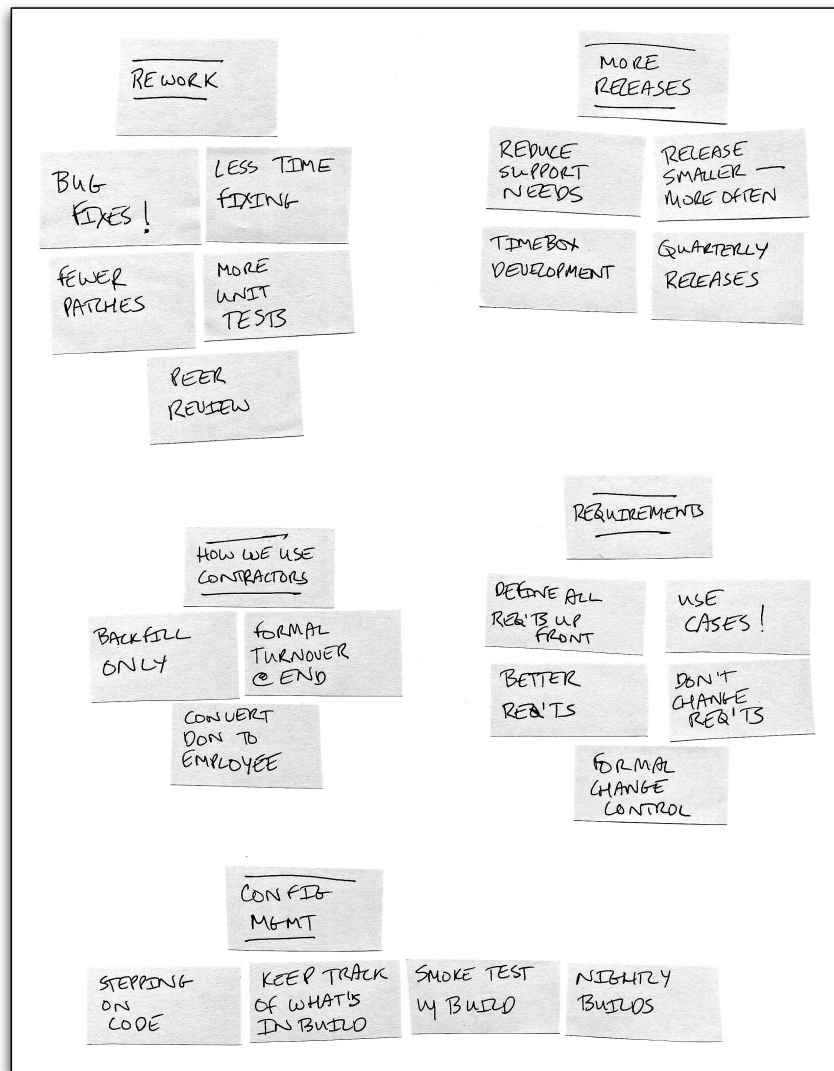 REWORK
BUG
FIXES!
LESS TIME
FIXING
FEWER
PATCHES
MORE
UNIT
TESTS
PEER
REVIEW
MORE
RELEASES
REDUCE
SUPPORT
NEEDS
RELEASE
SMALLER —
MORE OFTEN
TIMEBOX
DEVELOPMENT
QUARTERLY
RELEASES
HOW WE USE
CONTRACTORS
BACKFILL
ONLY
FORMAL
TURNOVER
@ END
CONVERT
DON TO
EMPLOYEE
REQUIREMENTS
DEFINE ALL
REQ'TS UP
FRONT
USE
CASES!
BETTER
REQ'TS
DON'T
CHANGE
REQ'TS
FORMAL
CHANGE
CONTROL
CONFIG
MGMT
STEPPING
ON
CODE
KEEP TRACK
OF WHAT'S
IN BUILD
SMOKE TEST
W/ BUILD
NIGHTLY
BUILDS